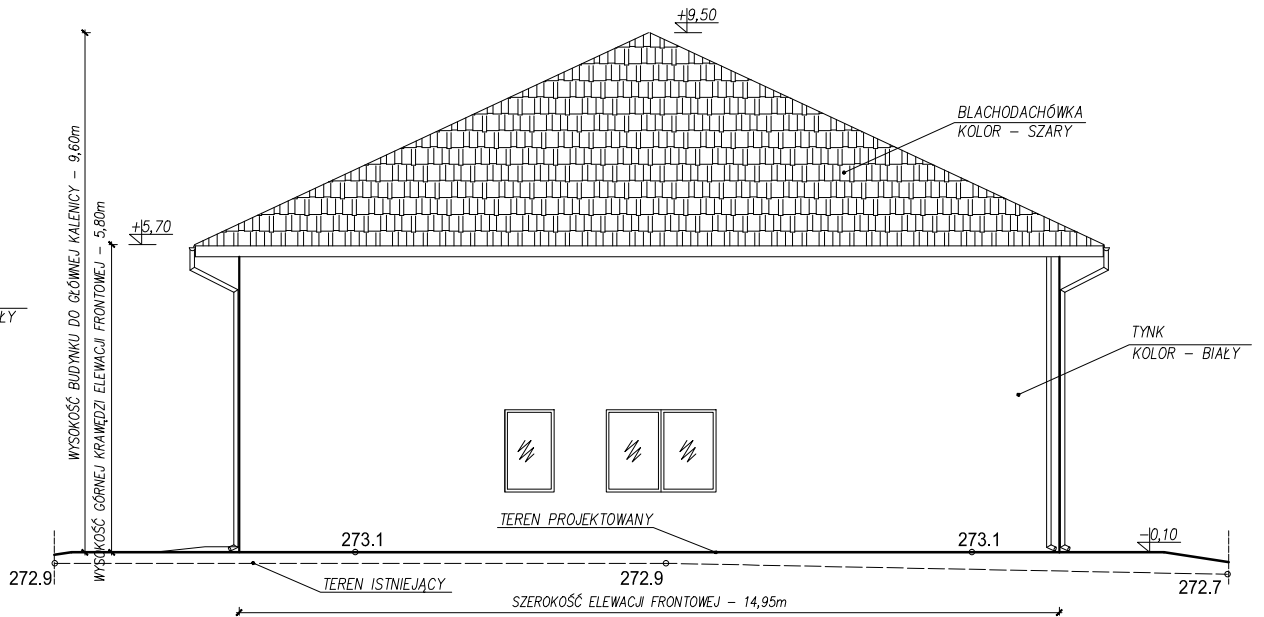 +9,50
BLACHODACHÓWKA
KOLOR – SZARY
WYSOKOŚĆ BUDYNKU DO GŁÓWNEJ KALENICY – 9,60m
WYSOKOŚĆ GÓRNEJ KRAWĘDZI ELEWACJI FRONTOWEJ – 5,80m
+5,70
ŁY
TYNK
KOLOR – BIAŁY
TEREN PROJEKTOWANY
273.1
273.1
–0,10
272.9
TEREN ISTNIEJĄCY
272.9
272.7
SZEROKOŚĆ ELEWACJI FRONTOWEJ – 14,95m